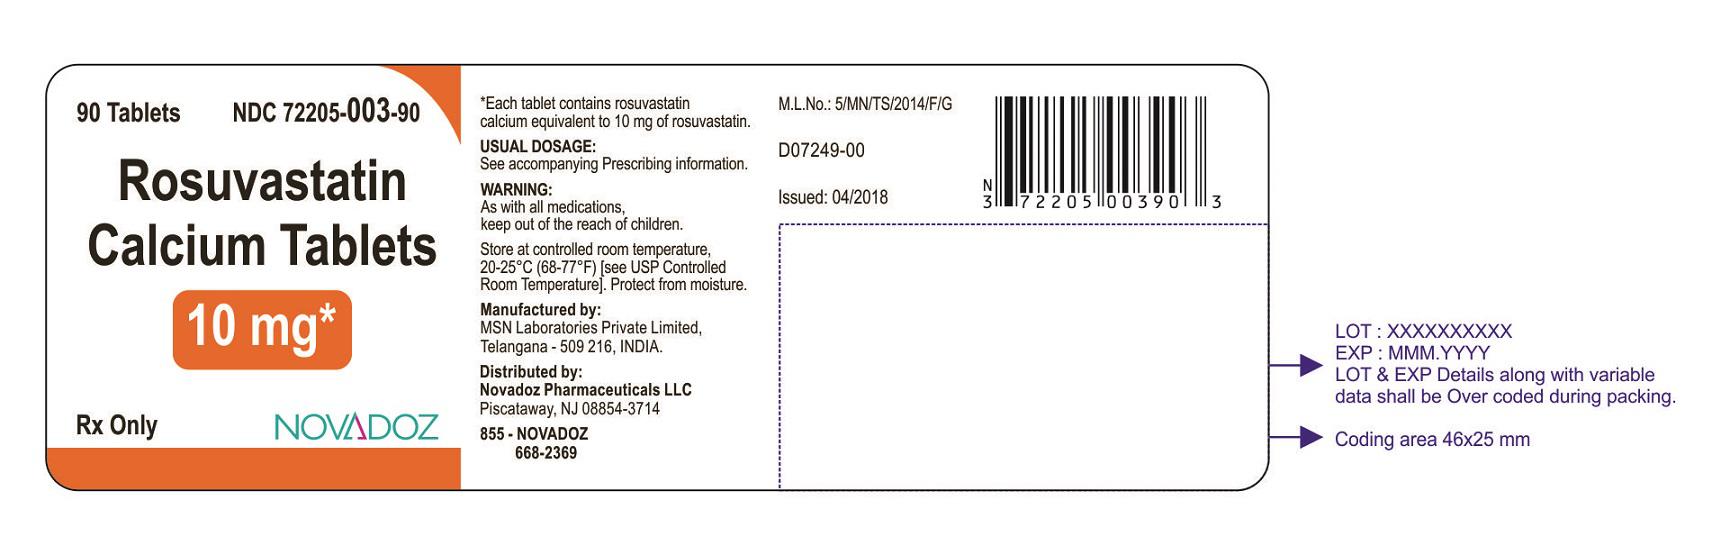 90 Tablets NDC 72205-003-90
Rosuvastatin
Calcium Tablets
10 mg*
Rx Only NOVADOZ
*Each tablet contains rosuvastatin
calcium equivalent to 10 mg of rosuvastatin.
USUAL DOSAGE:
See accompanying Prescribing information.
WARNING:
As with all medications,
keep out of the reach of children.
Store at controlled room temperature,
20-25°C (68-77°F) [see USP Controlled
Room Temperature]. Protect from moisture.
Manufactured by:
MSN Laboratories Private Limited,
Telangana - 509 216, INDIA.
Distributed by:
Novadoz Pharmaceuticals LLC
Piscataway, NJ 08854-3714
855 - NOVADOZ
668-2369
M.L.No.: 5/MN/TS/2014/F/G
D07249-00
Issued: 04/2018
N
3 72205 00390 3
LOT : XXXXXXXXXX
EXP : MMM.YYYY
LOT & EXP Details along with variable
data shall be Over coded during packing.
Coding area 46x25 mm